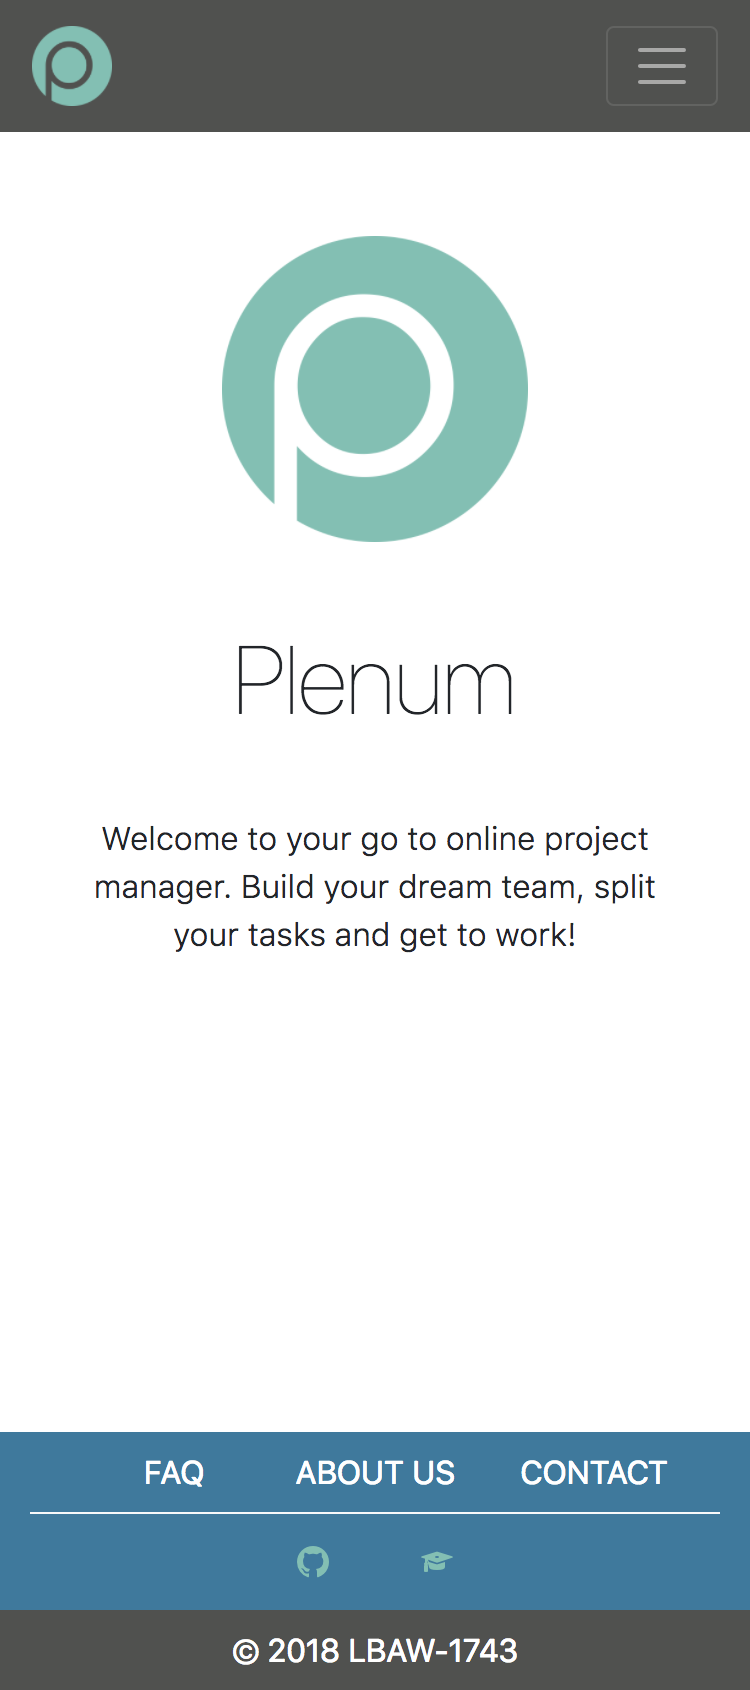 Plenum
Welcome to your go to online project
manager. Build your dream team, split
your tasks and get to work!
FAQ ABOUT US CONTACT
© 2018 LBAW-1743